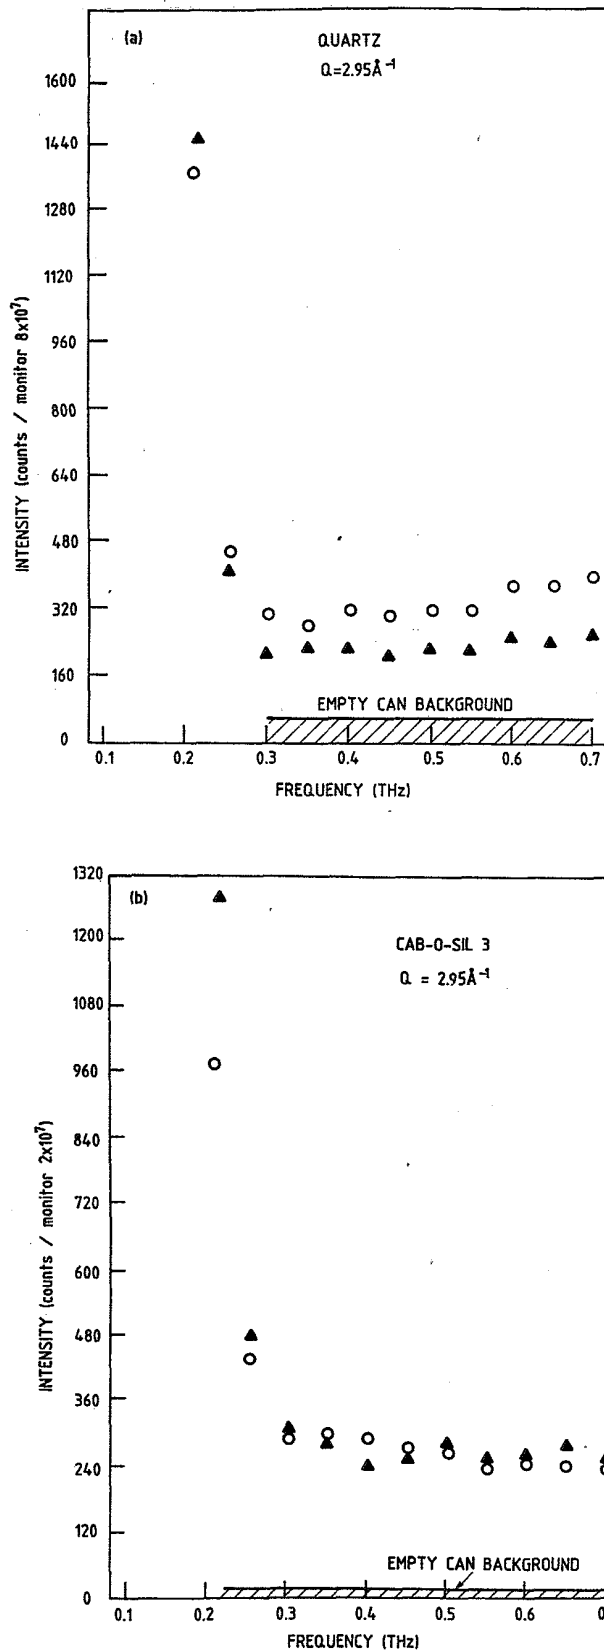 (a)
QUARTZ
Q=2.95Å⁻¹
1600
1440
1280
1120
960
800
640
480
320
160
0
INTENSITY (counts / monitor 8x10⁷)
EMPTY CAN BACKGROUND
0.1 0.2 0.3 0.4 0.5 0.6 0.7
FREQUENCY (THz)
(b)
CAB-O-SIL 3
Q = 2.95Å⁻¹
1320
1200
1080
960
840
720
600
480
360
240
120
0
INTENSITY (counts / monitor 2x10⁷)
EMPTY CAN BACKGROUND
0.1 0.2 0.3 0.4 0.5 0.6
FREQUENCY (THz)